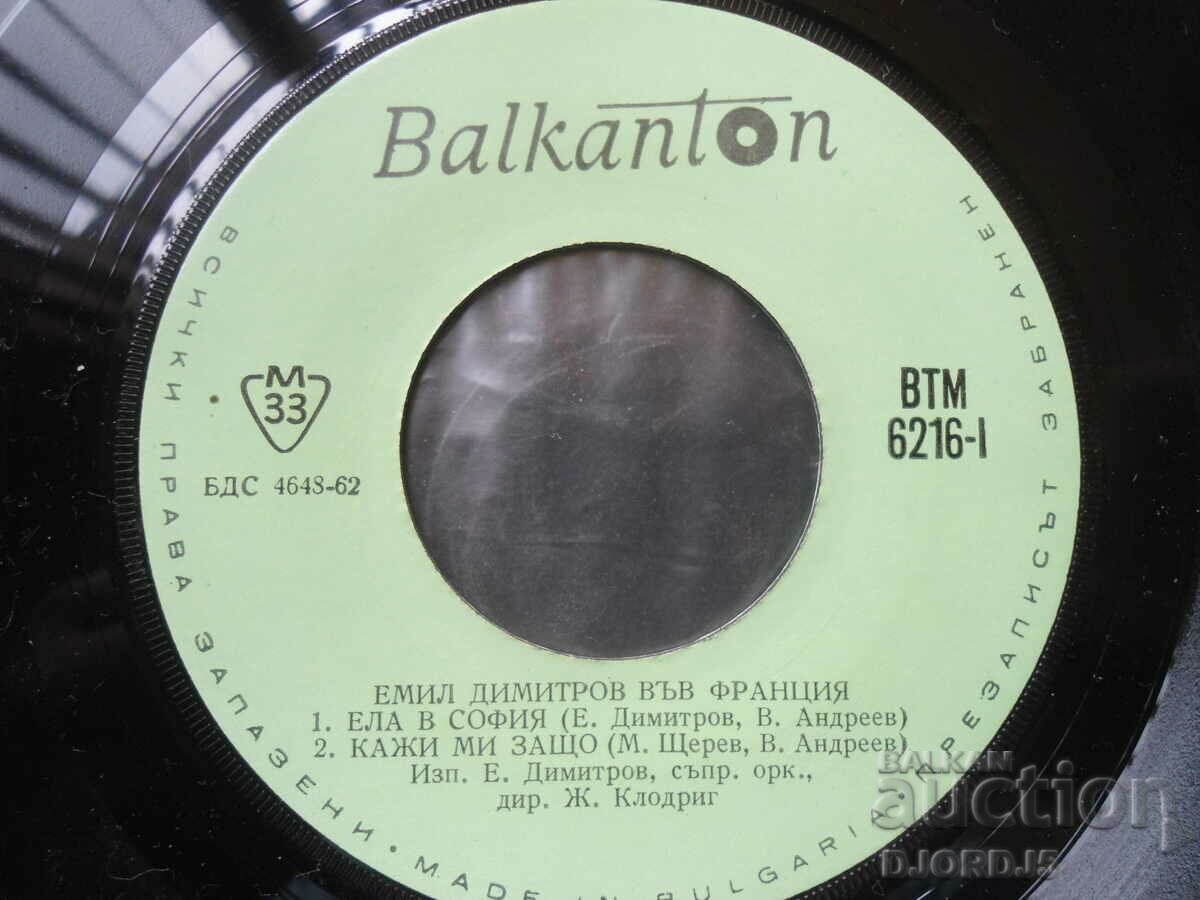 Balkanton
ВСИЧКИ ПРАВА ЗАПАЗЕНИ · MADE IN BULGARIA · ПРЕЗАПИСЪТ ЗАБРАНЕН
М
33
БДС 4648-62
ВТМ
6216-I
ЕМИЛ ДИМИТРОВ ВЪВ ФРАНЦИЯ
1. ЕЛА В СОФИЯ (Е. Димитров, В. Андреев)
2. КАЖИ МИ ЗАЩО (М. Щерев, В. Андреев)
Изп. Е. Димитров, съпр. орк.,
дир. Ж. Клодриг
BALKAN
auction
DJORDJ5